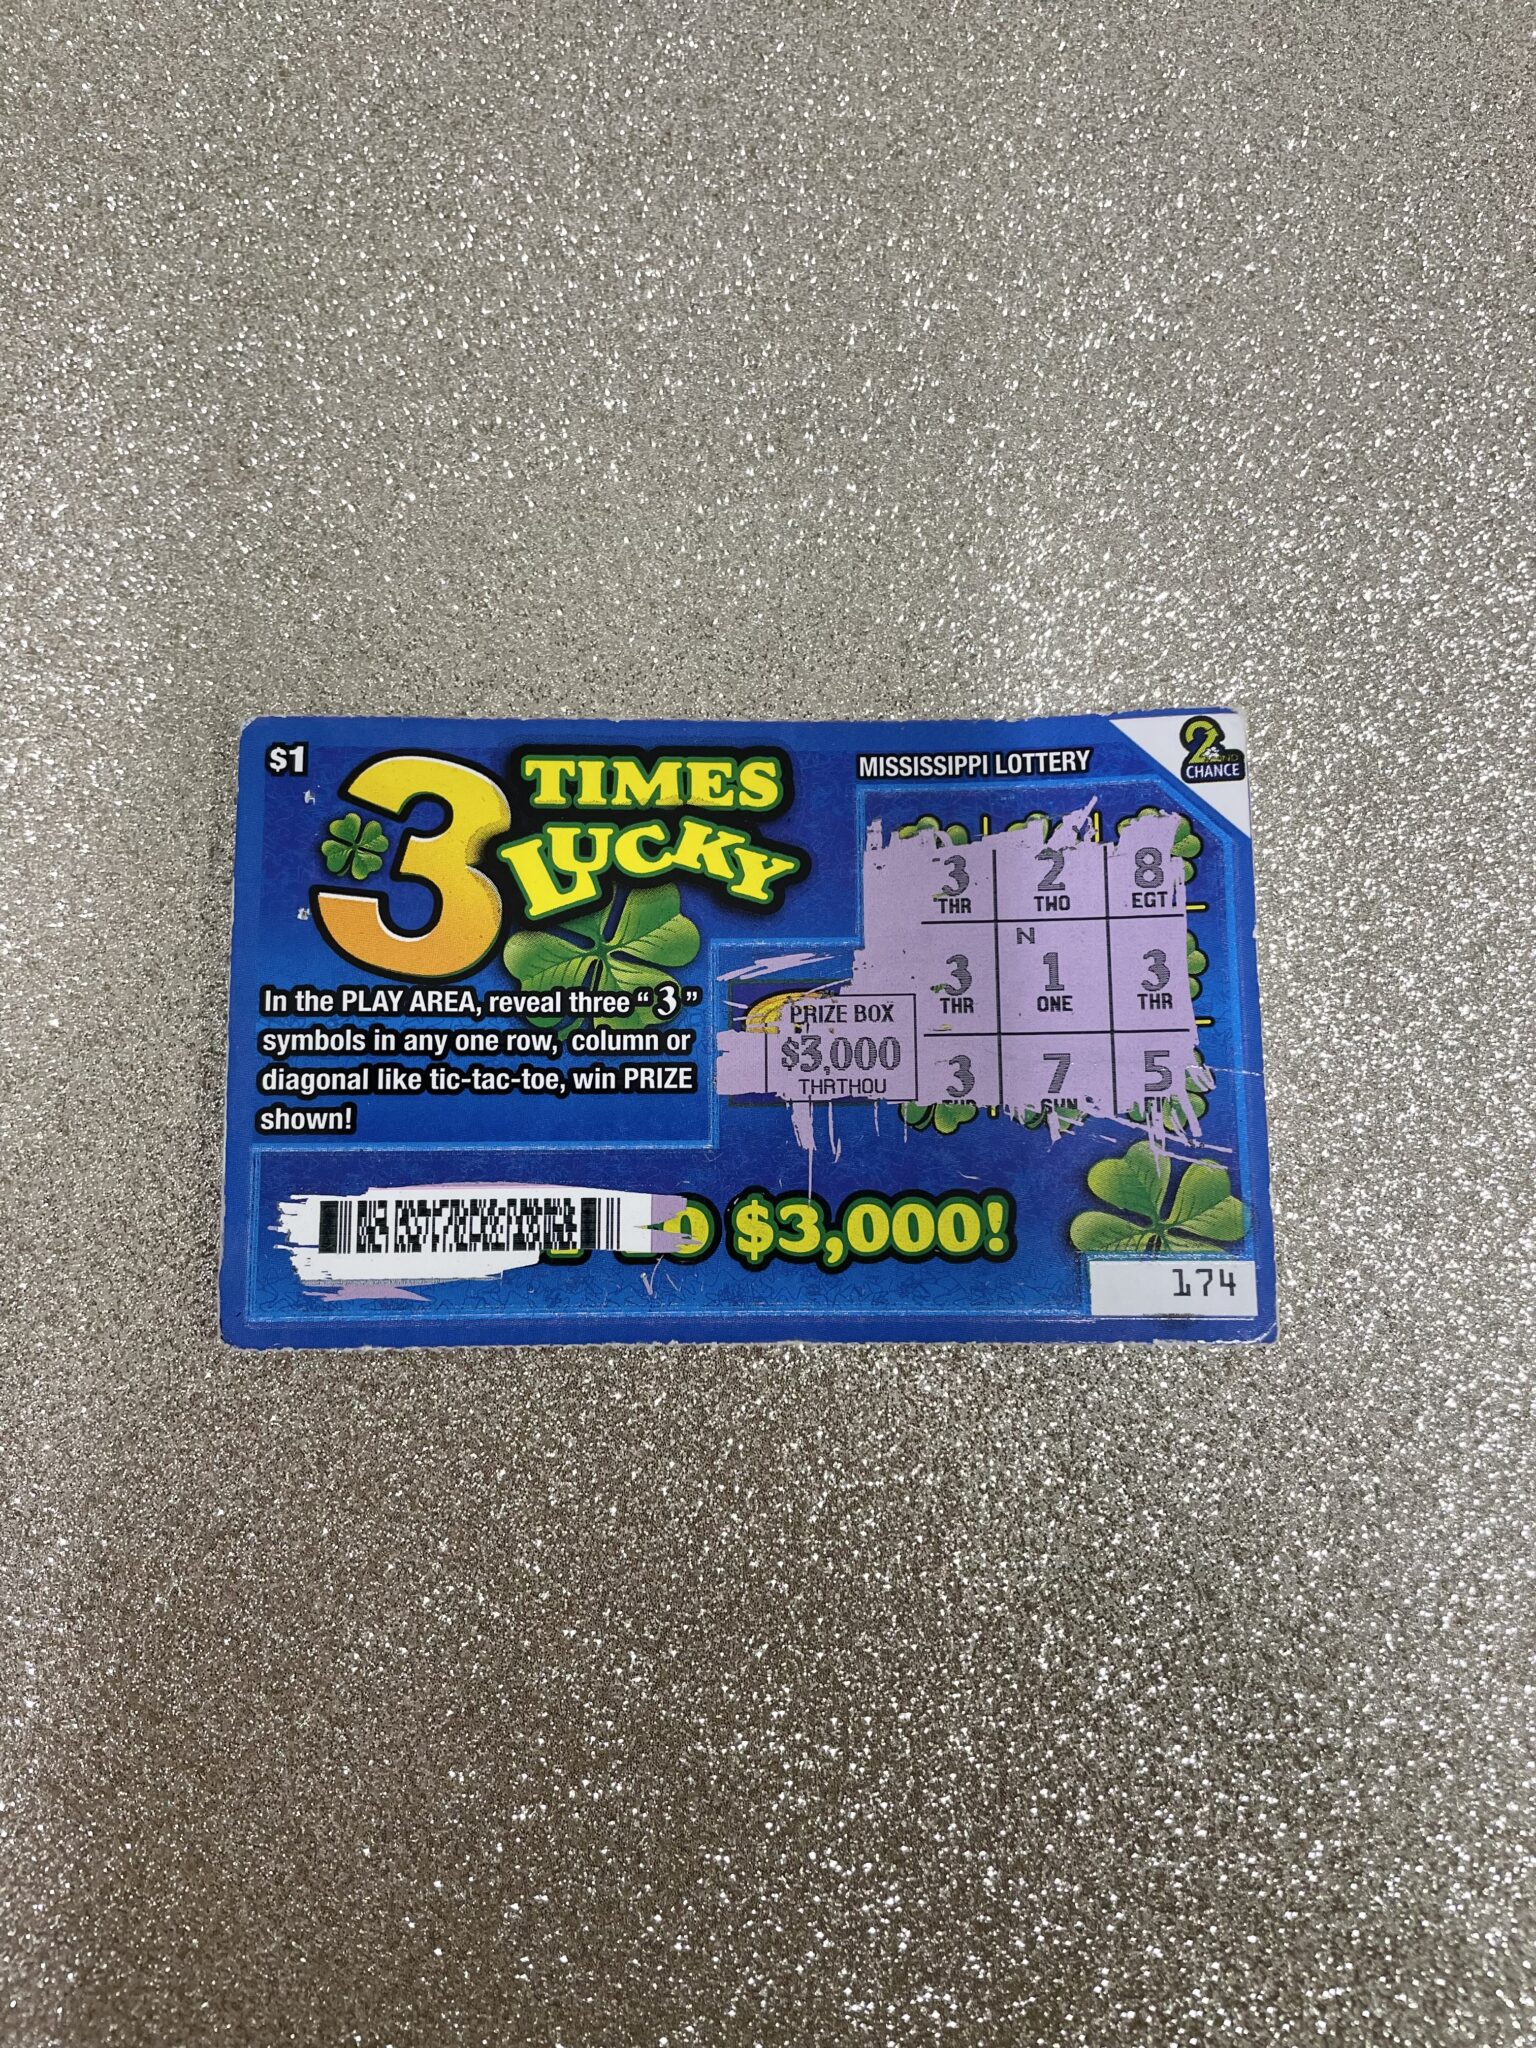 $1
3 TIMES
LUCKY
MISSISSIPPI LOTTERY
2
CHANCE
In the PLAY AREA, reveal three “3”
symbols in any one row, column or
diagonal like tic-tac-toe, win PRIZE
shown!
3 2 8
THR TWO EGT
N
3 1 3
THR ONE THR
3 7 5
PRIZE BOX
$3,000
THRTHOU
$3,000!
174